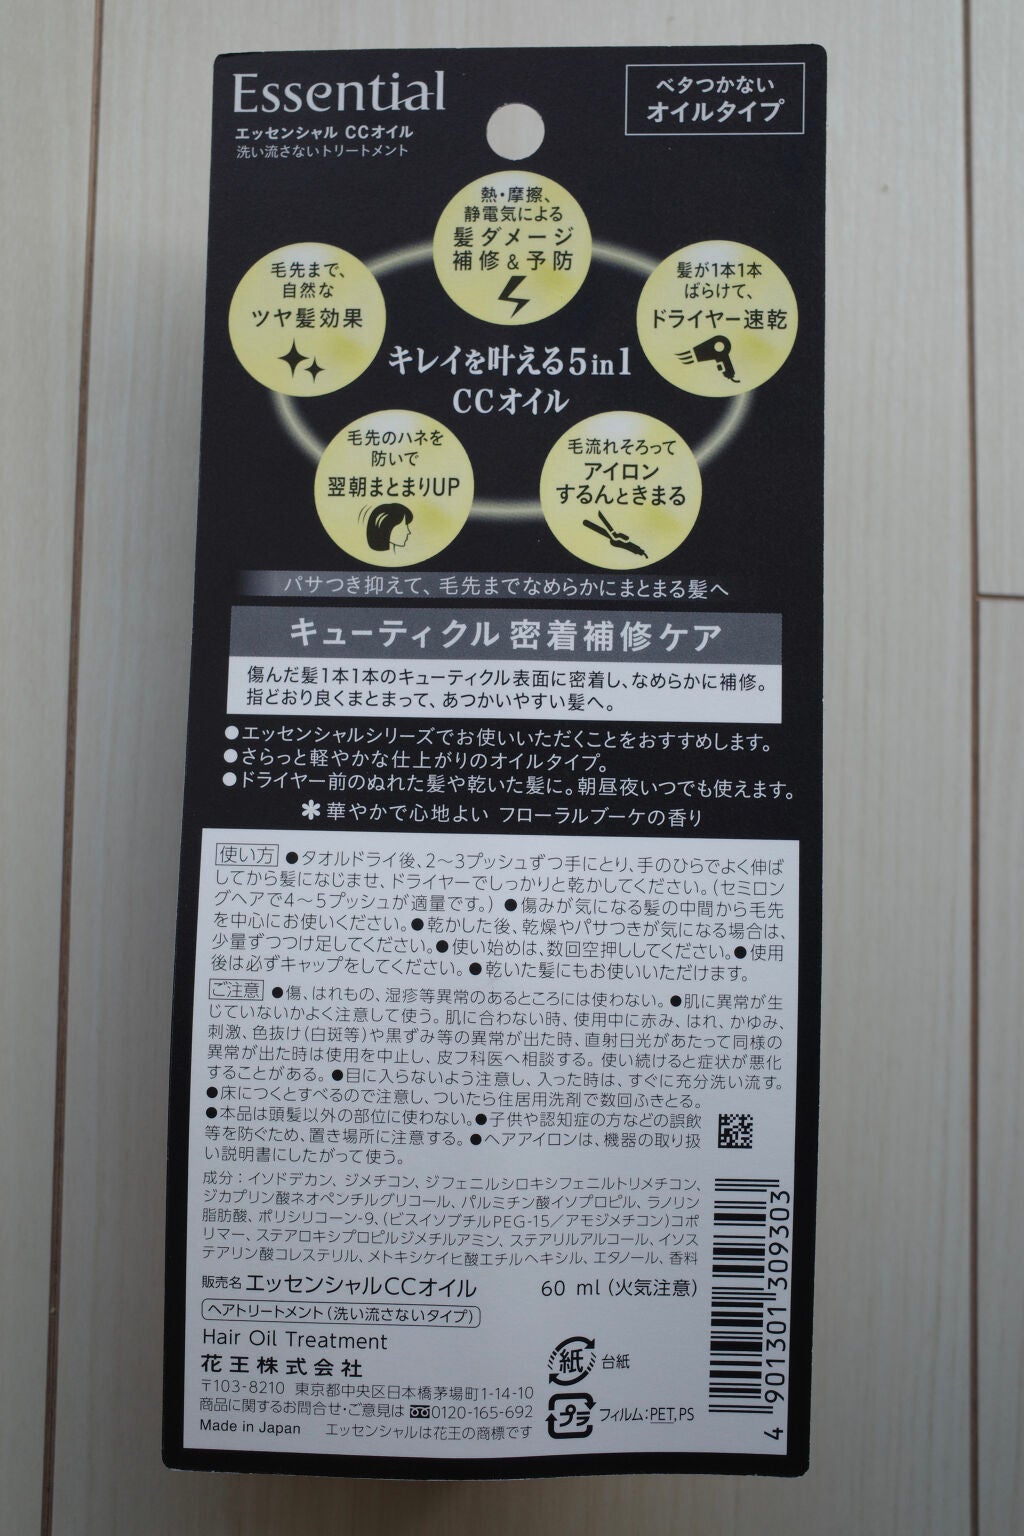 Essential
エッセンシャル CCオイル
洗い流さないトリートメント
ベタつかない
オイルタイプ
熱・摩擦、
静電気による
髪ダメージ
補修&予防
毛先まで、
自然な
ツヤ髪効果
髪が1本1本
ばらけて、
ドライヤー速乾
キレイを叶える5in1
CCオイル
毛先のハネを
防いで
翌朝まとまりUP
毛流れそろって
アイロン
するんときまる
パサつき抑えて、毛先までなめらかにまとまる髪へ
キューティクル 密着補修ケア
傷んだ髪1本1本のキューティクル表面に密着し、なめらかに補修。
指どおり良くまとまって、あつかいやすい髪へ。
●エッセンシャルシリーズでお使いいただくことをおすすめします。
●さらっと軽やかな仕上がりのオイルタイプ。
●ドライヤー前のぬれた髪や乾いた髪に。朝昼夜いつでも使えます。
＊華やかで心地よい フローラルブーケの香り
使い方 ●タオルドライ後、2～3プッシュずつ手にとり、手のひらでよく伸ば
してから髪になじませ、ドライヤーでしっかりと乾かしてください。(セミロン
グヘアで4～5プッシュが適量です。) ●傷みが気になる髪の中間から毛先
を中心にお使いください。●乾かした後、乾燥やパサつきが気になる場合は、
少量ずつつけ足してください。●使い始めは、数回空押ししてください。●使用
後は必ずキャップをしてください。●乾いた髪にもお使いいただけます。
ご注意 ●傷、はれもの、湿疹等異常のあるところには使わない。●肌に異常が生
じていないかよく注意して使う。肌に合わない時、使用中に赤み、はれ、かゆみ、
刺激、色抜け(白斑等)や黒ずみ等の異常が出た時、直射日光があたって同様の
異常が出た時は使用を中止し、皮フ科医へ相談する。使い続けると症状が悪化
することがある。●目に入らないよう注意し、入った時は、すぐに充分洗い流す。
●床につくとすべるので注意し、ついたら住居用洗剤で数回ふきとる。
●本品は頭髪以外の部位に使わない。●子供や認知症の方などの誤飲
等を防ぐため、置き場所に注意する。●ヘアアイロンは、機器の取り扱
い説明書にしたがって使う。
成分：イソドデカン、ジメチコン、ジフェニルシロキシフェニルトリメチコン、
ジカプリン酸ネオペンチルグリコール、パルミチン酸イソプロピル、ラノリン
脂肪酸、ポリシリコーン-9、(ビスイソブチルPEG-15／アモジメチコン)コポ
リマー、ステアロキシプロピルジメチルアミン、ステアリルアルコール、イソス
テアリン酸コレステリル、メトキシケイヒ酸エチルヘキシル、エタノール、香料
販売名 エッセンシャルCCオイル 60 ml (火気注意)
ヘアトリートメント(洗い流さないタイプ)
Hair Oil Treatment
花王株式会社
〒103-8210 東京都中央区日本橋茅場町1-14-10
商品に関するお問合せ・ご意見は 0120-165-692
Made in Japan エッセンシャルは花王の商標です
紙 台紙
プラ フィルム：PET,PS
4 901301 309303